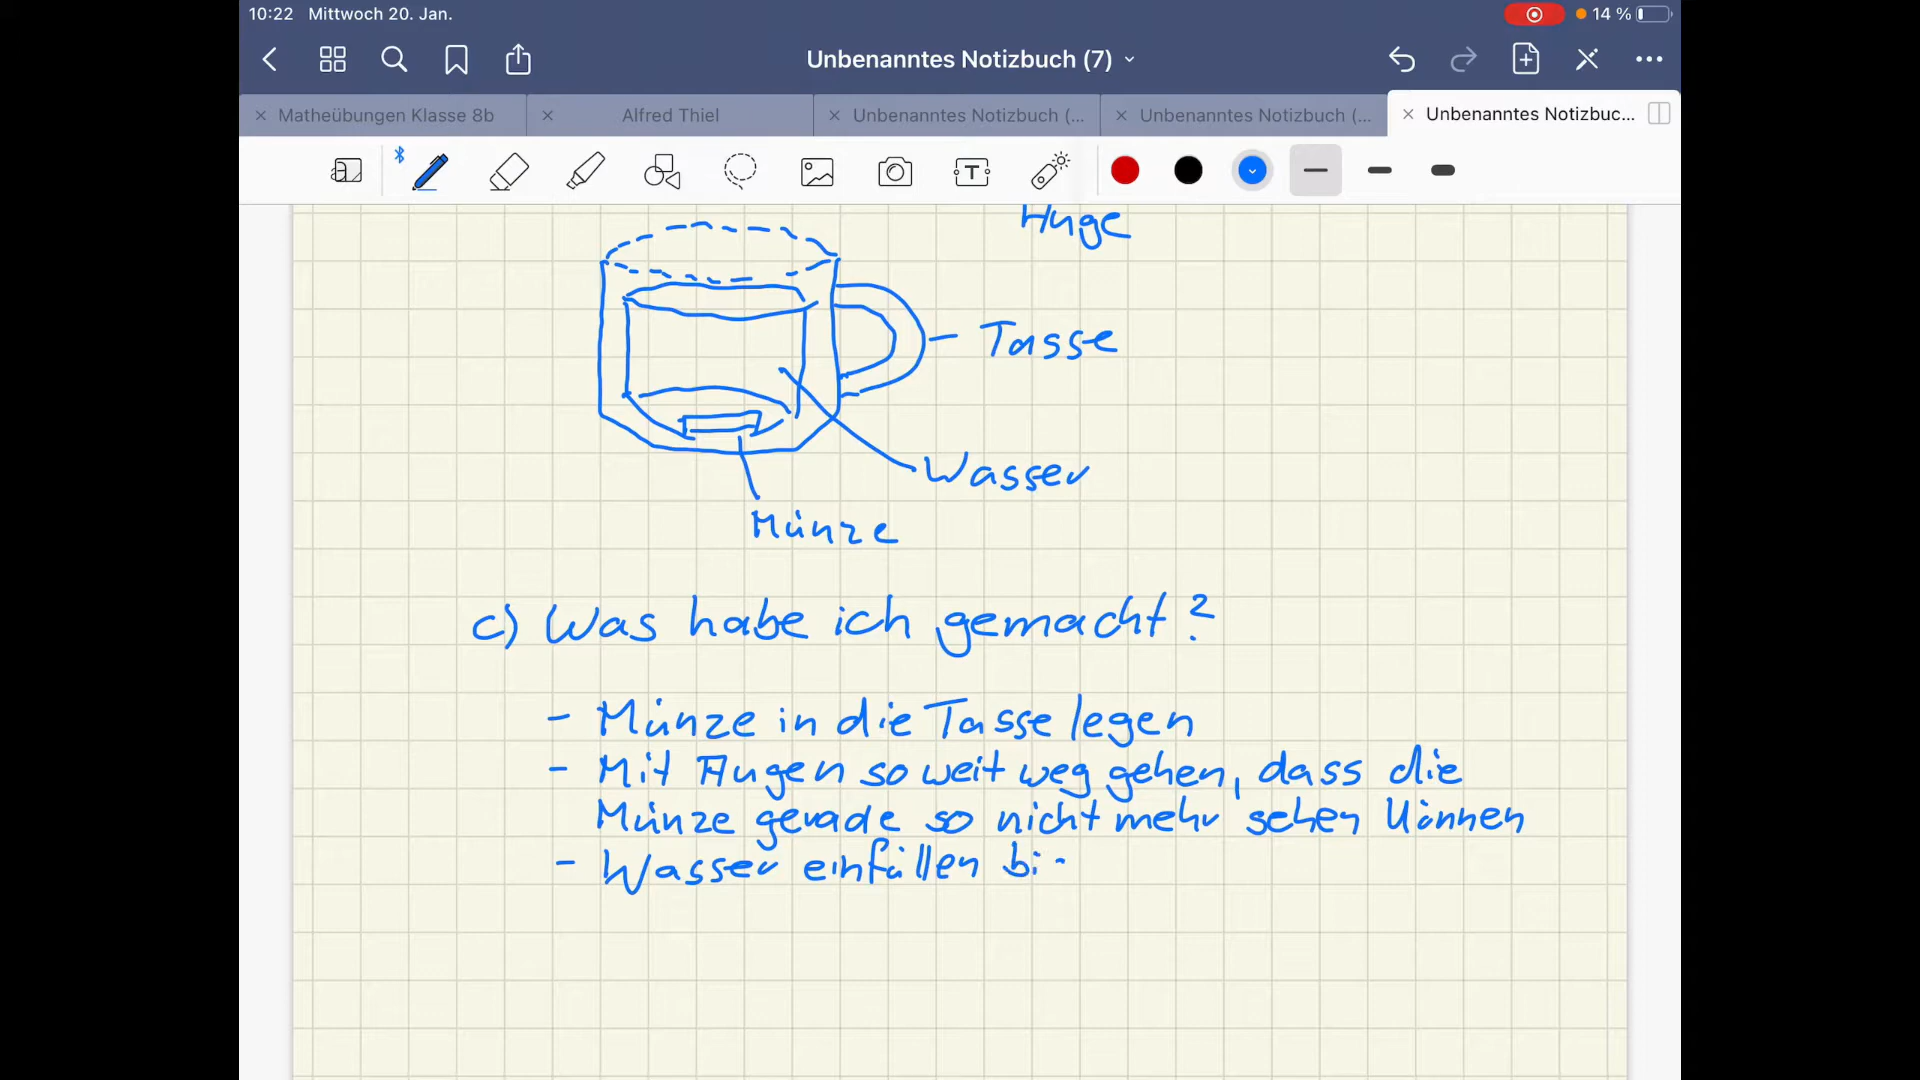 10:22 Mittwoch 20. Jan. 14 %
Unbenanntes Notizbuch (7)
Matheübungen Klasse 8b
Alfred Thiel
Unbenanntes Notizbuch (...
Unbenanntes Notizbuch (...
Unbenanntes Notizbuc...
Auge
Tasse
Wasser
Münze
c) Was habe ich gemacht?
- Münze in die Tasse legen
- Mit Augen so weit weg gehen, dass die
Münze gerade so nicht mehr sehen können
- Wasser einfüllen bi